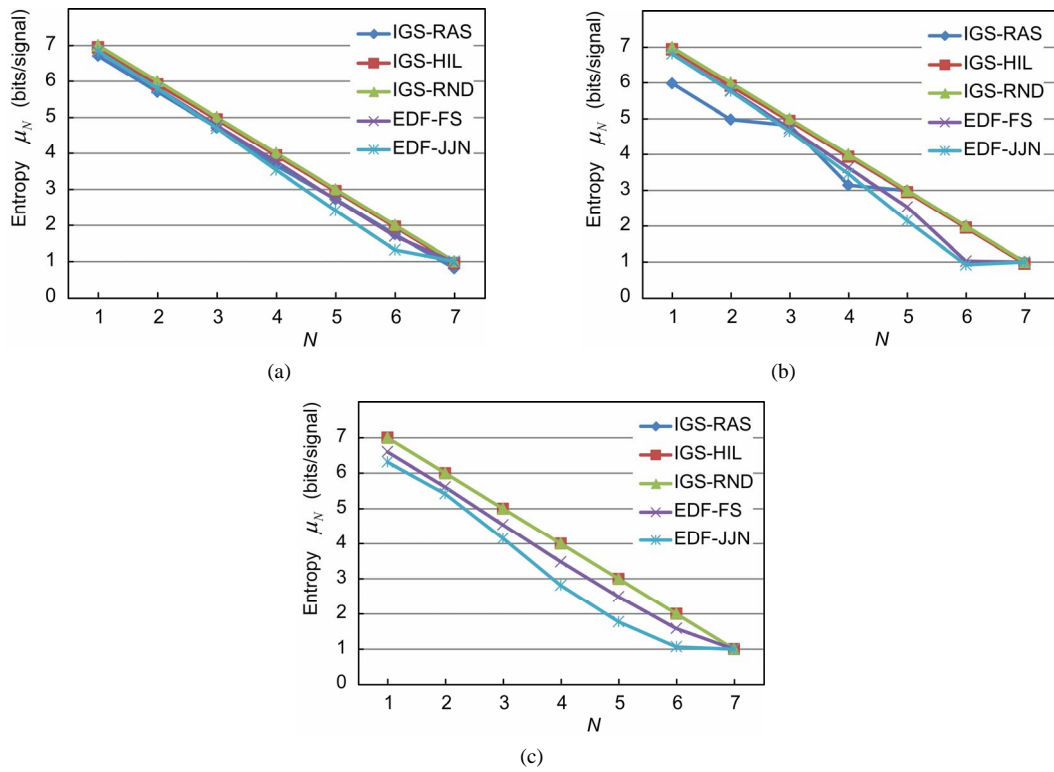 Entropy μN (bits/signal)
7
6
5
4
3
2
1
0
1 2 3 4 5 6 7
N
IGS-RAS
IGS-HIL
IGS-RND
EDF-FS
EDF-JJN
(a)
Entropy μN (bits/signal)
7
6
5
4
3
2
1
0
1 2 3 4 5 6 7
N
IGS-RAS
IGS-HIL
IGS-RND
EDF-FS
EDF-JJN
(b)
Entropy μN (bits/signal)
7
6
5
4
3
2
1
0
1 2 3 4 5 6 7
N
IGS-RAS
IGS-HIL
IGS-RND
EDF-FS
EDF-JJN
(c)